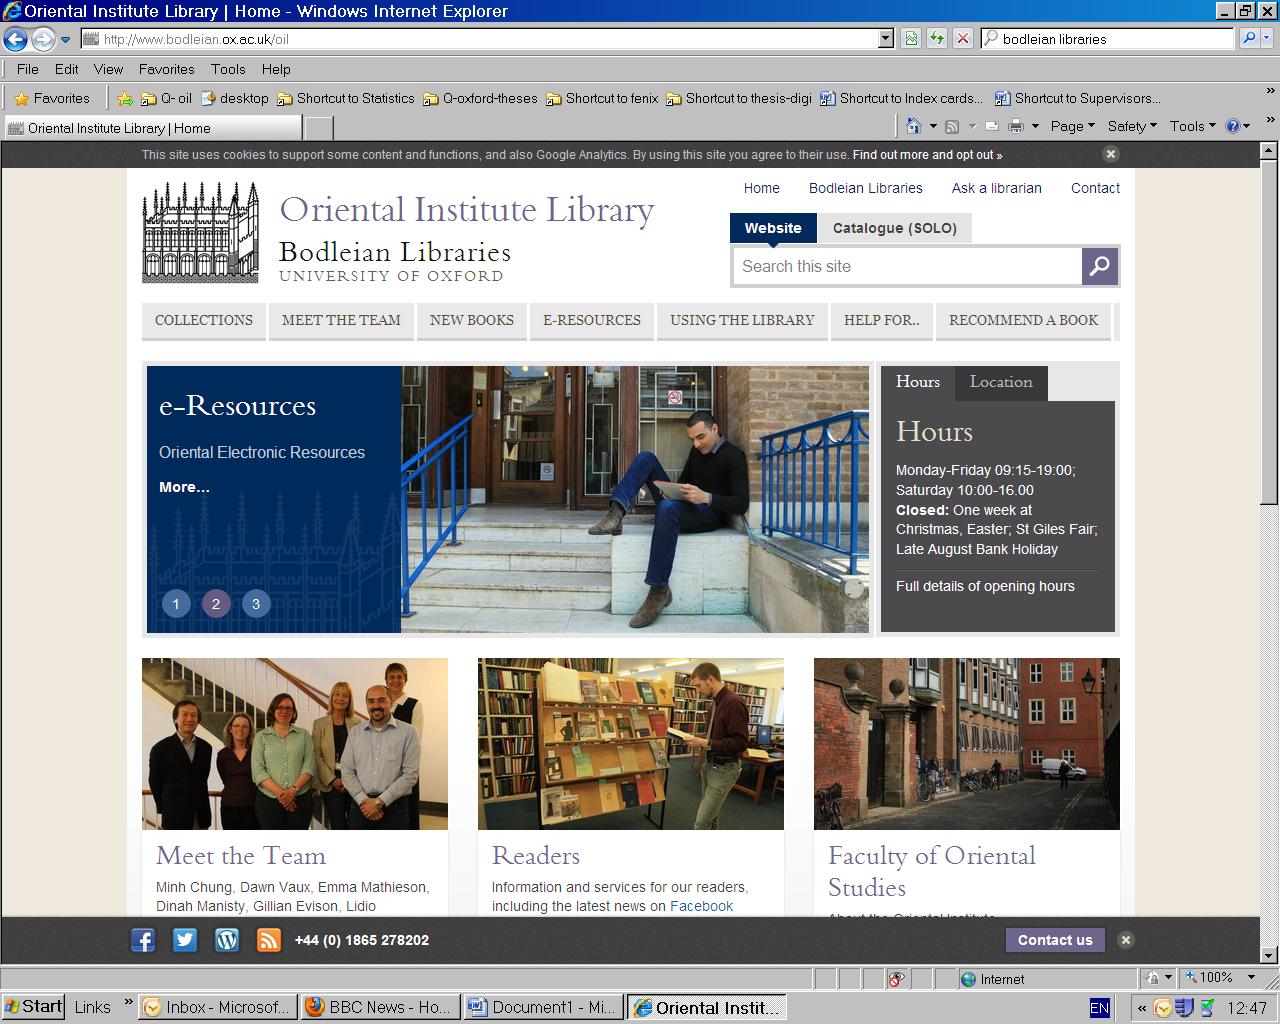 Oriental Institute Library | Home - Windows Internet Explorer
http://www.bodleian.ox.ac.uk/oil
bodleian libraries
File Edit View Favorites Tools Help
Favorites Q- oil desktop Shortcut to Statistics Q-oxford-theses Shortcut to fenix Shortcut to thesis-digi Shortcut to Index cards... Shortcut to Supervisors... »
Oriental Institute Library | Home
Page Safety Tools »
This site uses cookies to support some content and functions, and also Google Analytics. By using this site you agree to their use. Find out more and opt out »
Home Bodleian Libraries Ask a librarian Contact
Oriental Institute Library
Bodleian Libraries
UNIVERSITY OF OXFORD
Website Catalogue (SOLO)
Search this site
COLLECTIONS MEET THE TEAM NEW BOOKS E-RESOURCES USING THE LIBRARY HELP FOR.. RECOMMEND A BOOK
e-Resources
Oriental Electronic Resources
More...
1 2 3
Hours Location
Hours
Monday-Friday 09:15-19:00;
Saturday 10:00-16.00
Closed: One week at
Christmas, Easter; St Giles Fair;
Late August Bank Holiday
Full details of opening hours
Meet the Team
Minh Chung, Dawn Vaux, Emma Mathieson,
Dinah Manisty, Gillian Evison, Lidio
Readers
Information and services for our readers,
including the latest news on Facebook
Faculty of Oriental
Studies
About the Oriental Institute
+44 (0) 1865 278202
Contact us
Internet
100%
Start Links » Inbox - Microsof... BBC News - Ho... Document1 - Mi... Oriental Instit... EN « 12:47